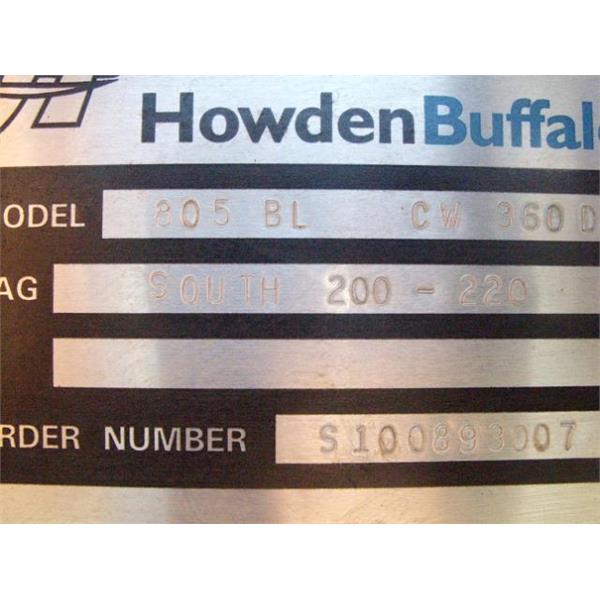 HowdenBuffal
ODEL 805 BL CW 360 D
AG SOUTH 200 - 220
RDER NUMBER S100893007